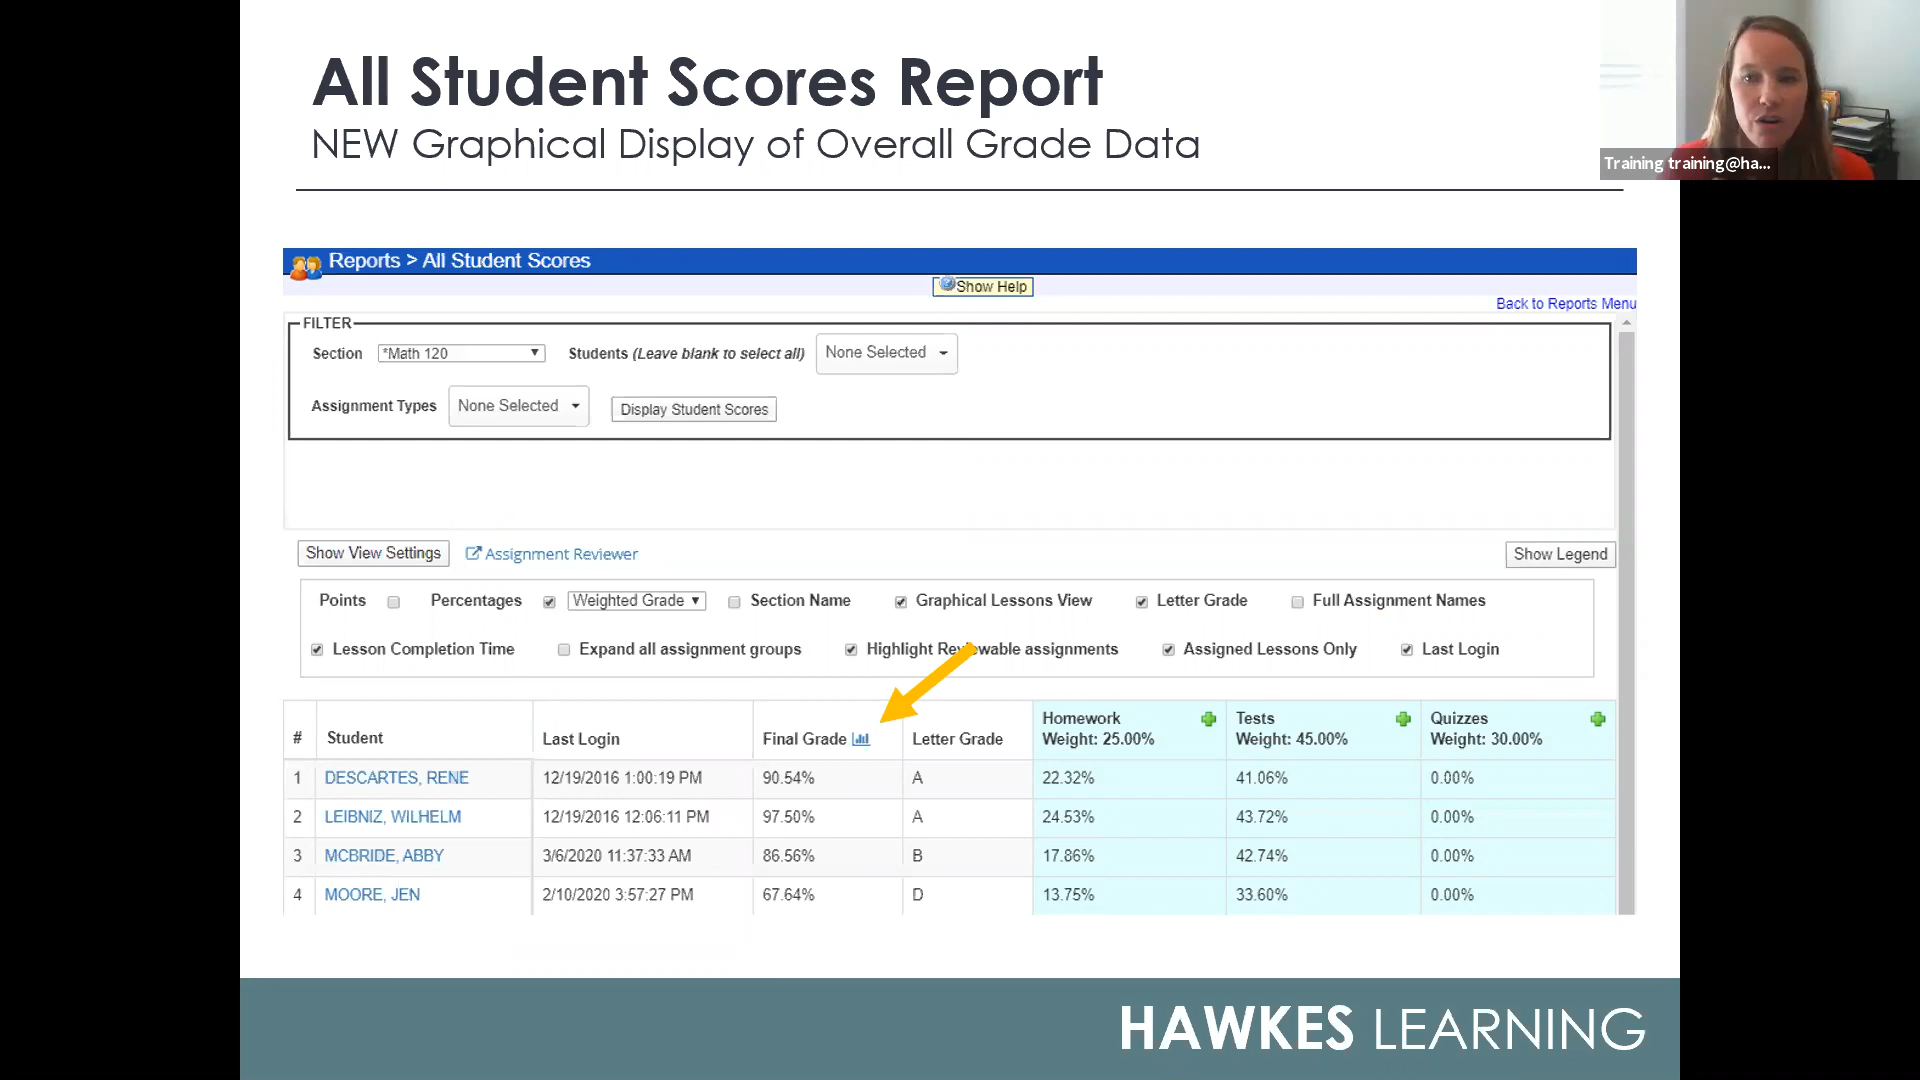 All Student Scores Report
NEW Graphical Display of Overall Grade Data
Training training@ha...
Reports > All Student Scores
Show Help
Back to Reports Menu
FILTER
Section *Math 120 Students (Leave blank to select all) None Selected
Assignment Types None Selected Display Student Scores
Show View Settings Assignment Reviewer Show Legend
Points Percentages Weighted Grade Section Name Graphical Lessons View Letter Grade Full Assignment Names
Lesson Completion Time Expand all assignment groups Highlight Reviewable assignments Assigned Lessons Only Last Login
# Student Last Login Final Grade Letter Grade Homework Weight: 25.00% Tests Weight: 45.00% Quizzes Weight: 30.00%
1 DESCARTES, RENE 12/19/2016 1:00:19 PM 90.54% A 22.32% 41.06% 0.00%
2 LEIBNIZ, WILHELM 12/19/2016 12:06:11 PM 97.50% A 24.53% 43.72% 0.00%
3 MCBRIDE, ABBY 3/6/2020 11:37:33 AM 86.56% B 17.86% 42.74% 0.00%
4 MOORE, JEN 2/10/2020 3:57:27 PM 67.64% D 13.75% 33.60% 0.00%
HAWKES LEARNING